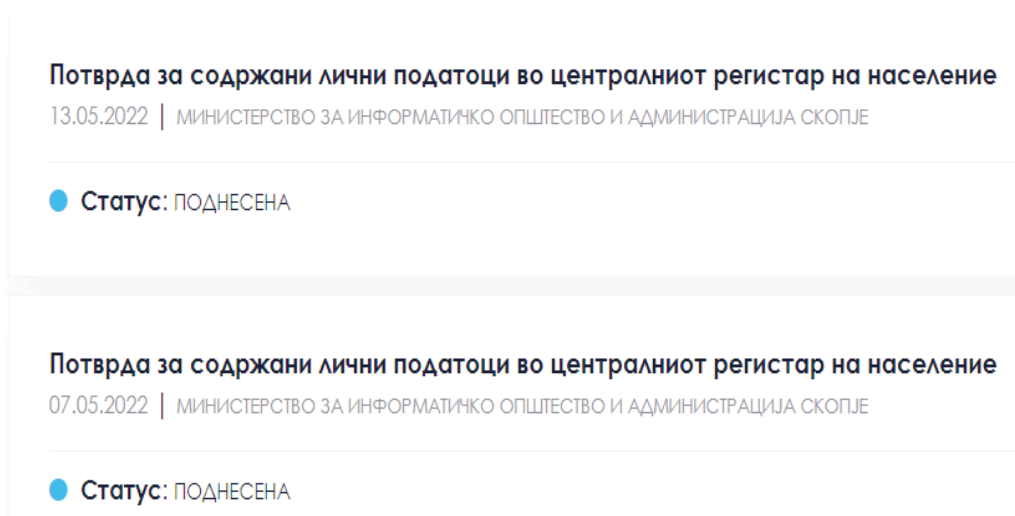 Потврда за содржани лични податоци во централниот регистар на население
13.05.2022 | МИНИСТЕРСТВО ЗА ИНФОРМАТИЧКО ОПШТЕСТВО И АДМИНИСТРАЦИЈА СКОПЈЕ
Статус: ПОДНЕСЕНА
Потврда за содржани лични податоци во централниот регистар на население
07.05.2022 | МИНИСТЕРСТВО ЗА ИНФОРМАТИЧКО ОПШТЕСТВО И АДМИНИСТРАЦИЈА СКОПЈЕ
Статус: ПОДНЕСЕНА